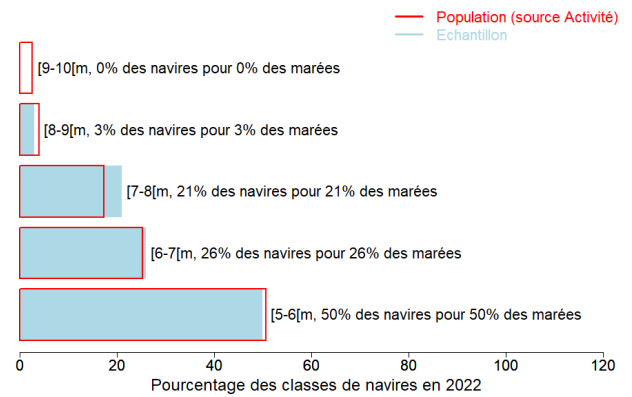 Population (source Activité)
Echantillon
[9-10[m, 0% des navires pour 0% des marées
[8-9[m, 3% des navires pour 3% des marées
[7-8[m, 21% des navires pour 21% des marées
[6-7[m, 26% des navires pour 26% des marées
[5-6[m, 50% des navires pour 50% des marées
0 20 40 60 80 100 120
Pourcentage des classes de navires en 2022